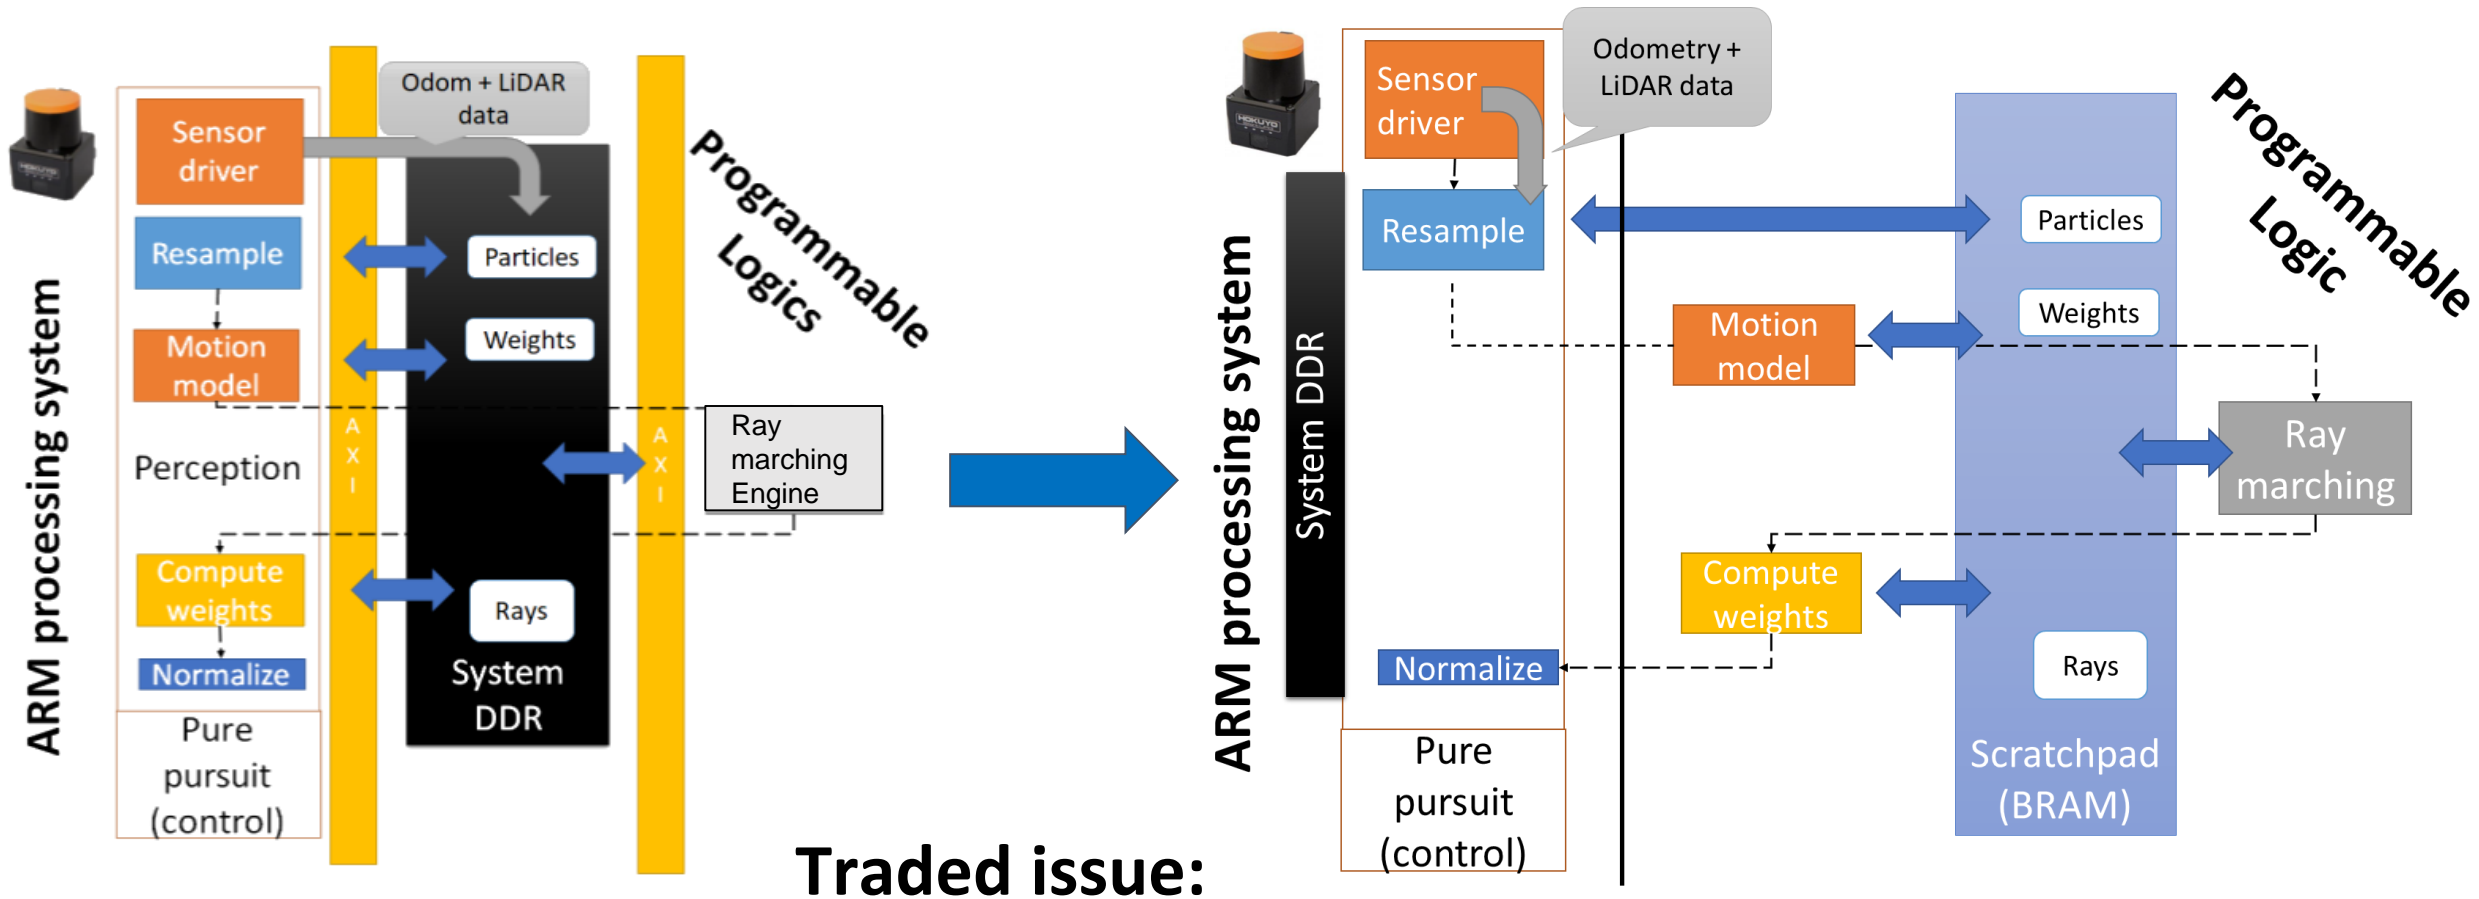 Odom + LiDAR
data
Sensor
driver
HOKUYO
Resample
Motion
model
Perception
Compute
weights
Normalize
Pure
pursuit
(control)
ARM processing system
A
X
I
Particles
Weights
Rays
System
DDR
A
X
I
Programmable
Logics
Ray
marching
Engine
Traded issue:
Odometry +
LiDAR data
HOKUYO
Sensor
driver
Resample
ARM processing system
System DDR
Normalize
Pure
pursuit
(control)
Motion
model
Compute
weights
Particles
Weights
Rays
Scratchpad
(BRAM)
Programmable
Logic
Ray
marching